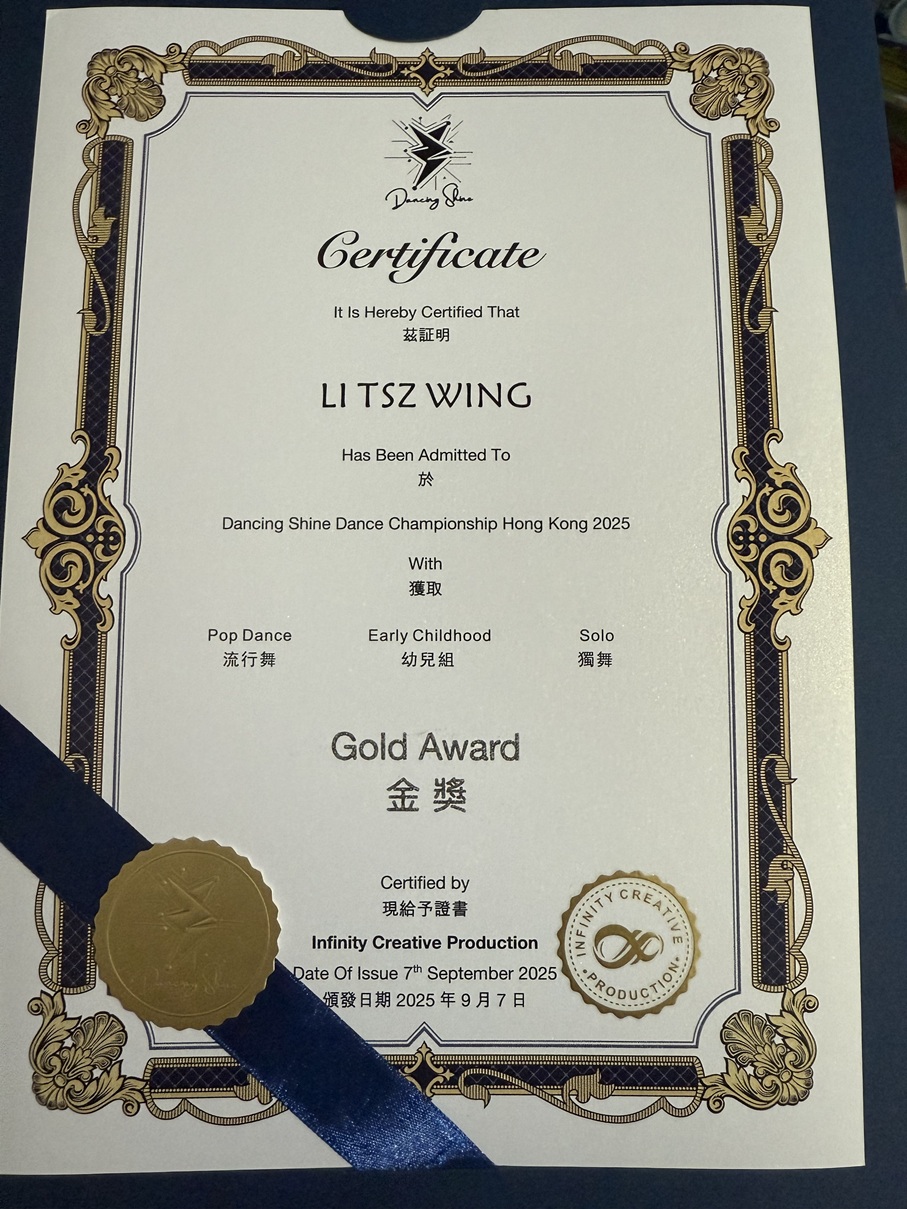 Dancing Shine
Certificate
It Is Hereby Certified That
茲証明
LI TSZ WING
Has Been Admitted To
於
Dancing Shine Dance Championship Hong Kong 2025
With
獲取
Pop Dance Early Childhood Solo
流行舞 幼兒組 獨舞
Gold Award
金獎
Certified by
現給予證書
Infinity Creative Production
Date Of Issue 7th September 2025
頒發日期 2025 年 9 月 7 日
INFINITY CREATIVE
PRODUCTION
Dancing Shine